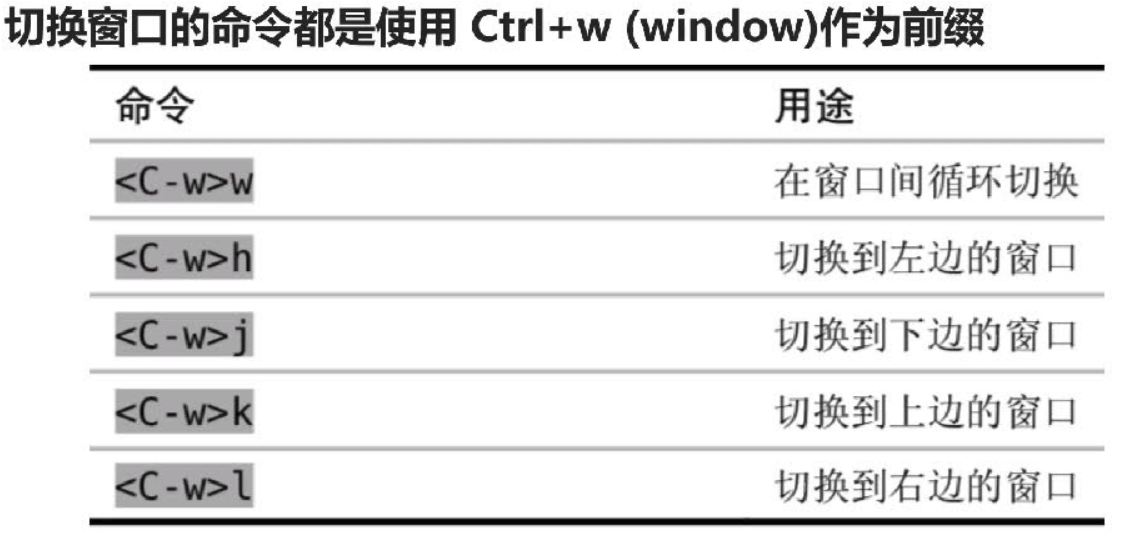 切换窗口的命令都是使用 Ctrl+w (window)作为前缀
命令 用途
<C-w>w 在窗口间循环切换
<C-w>h 切换到左边的窗口
<C-w>j 切换到下边的窗口
<C-w>k 切换到上边的窗口
<C-w>l 切换到右边的窗口